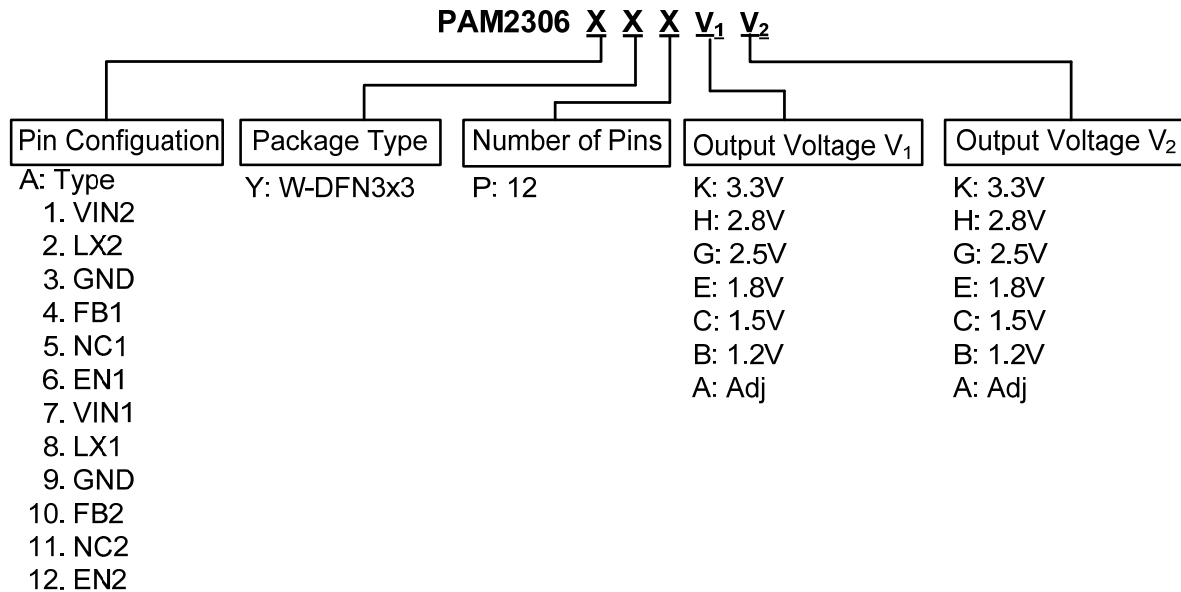 PAM2306 X X X V1 V2
Pin Configuation
A: Type
1. VIN2
2. LX2
3. GND
4. FB1
5. NC1
6. EN1
7. VIN1
8. LX1
9. GND
10. FB2
11. NC2
12. EN2
Package Type
Y: W-DFN3x3
Number of Pins
P: 12
Output Voltage V1
K: 3.3V
H: 2.8V
G: 2.5V
E: 1.8V
C: 1.5V
B: 1.2V
A: Adj
Output Voltage V2
K: 3.3V
H: 2.8V
G: 2.5V
E: 1.8V
C: 1.5V
B: 1.2V
A: Adj